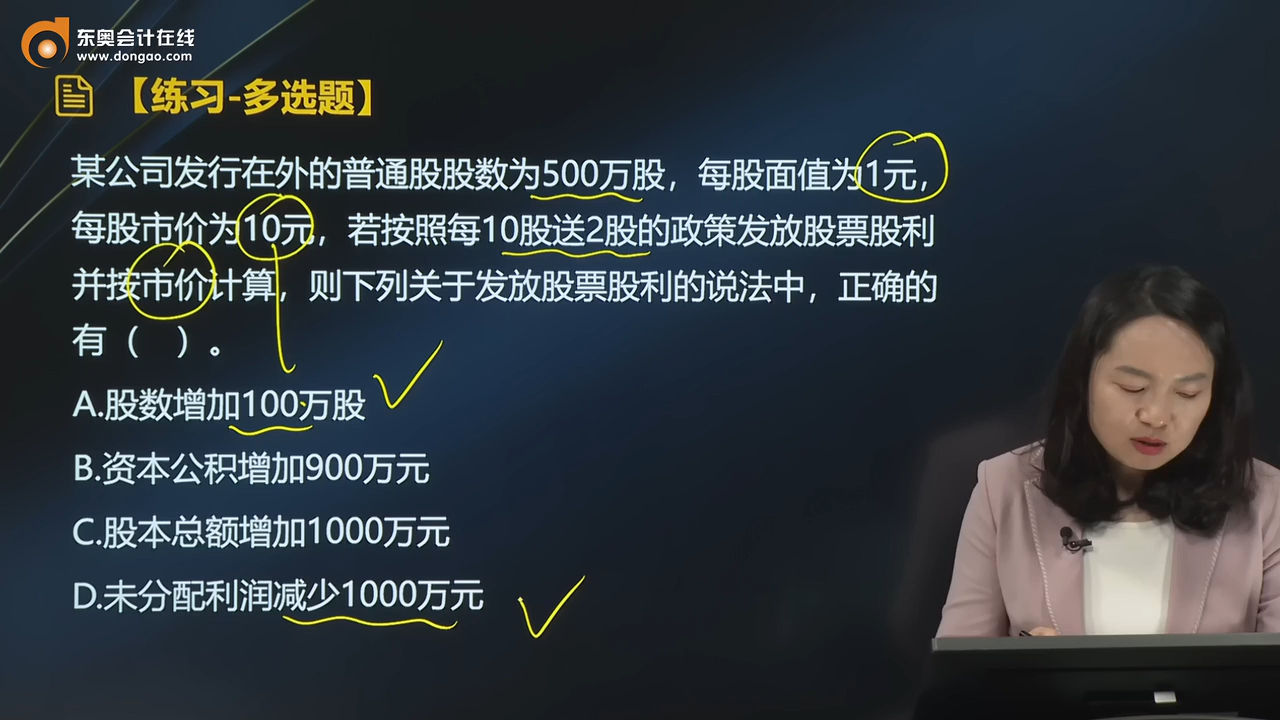 东奥会计在线
www.dongao.com
【练习-多选题】
某公司发行在外的普通股股数为500万股，每股面值为1元，
每股市价为10元，若按照每10股送2股的政策发放股票股利
并按市价计算，则下列关于发放股票股利的说法中，正确的
有（ ）。
A.股数增加100万股
B.资本公积增加900万元
C.股本总额增加1000万元
D.未分配利润减少1000万元